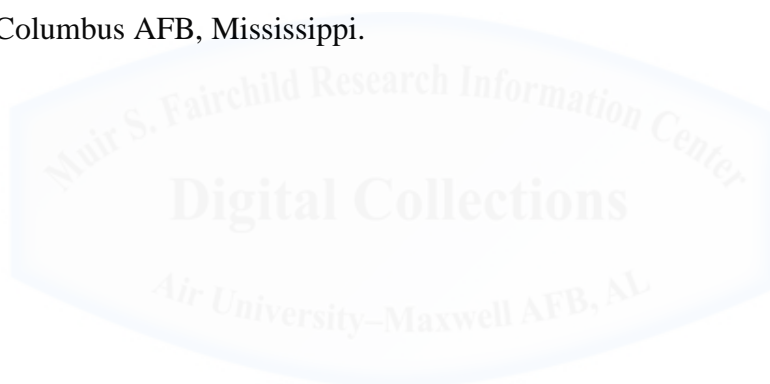 Columbus AFB, Mississippi.
Muir S. Fairchild Research Information Center
Digital Collections
Air University–Maxwell AFB, AL